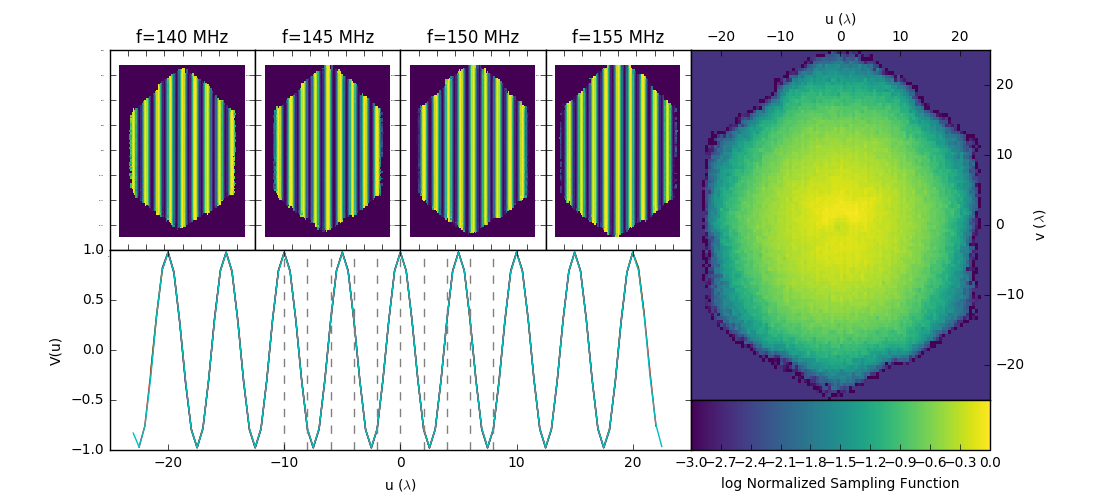 f=140 MHz f=145 MHz f=150 MHz f=155 MHz
u (λ)
−20 −10 0 10 20
20
10
0
−10
−20
v (λ)
1.0
0.5
0.0
−0.5
−1.0
V(u)
−20 −10 0 10 20
u (λ)
−3.0 −2.7 −2.4 −2.1 −1.8 −1.5 −1.2 −0.9 −0.6 −0.3 0.0
log Normalized Sampling Function